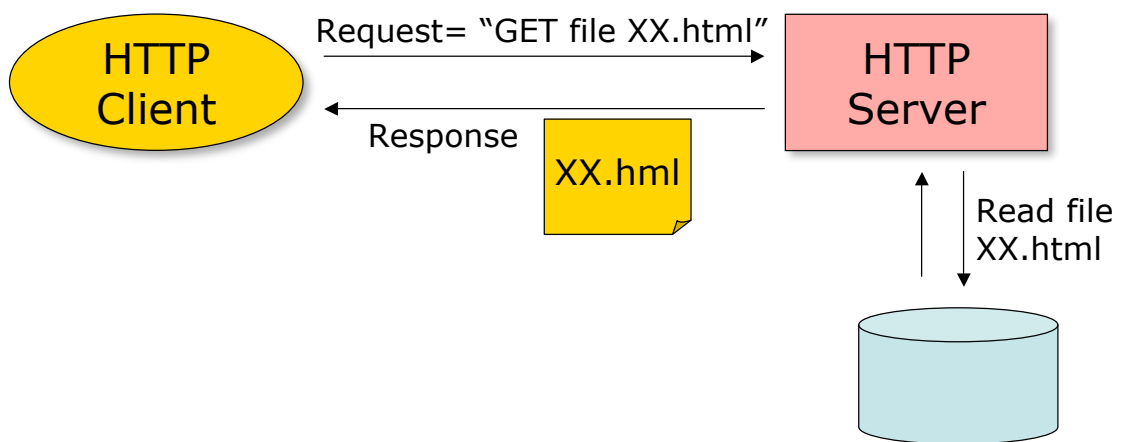 Request= “GET file XX.html”
HTTP
Client
HTTP
Server
Response
XX.hml
Read file
XX.html